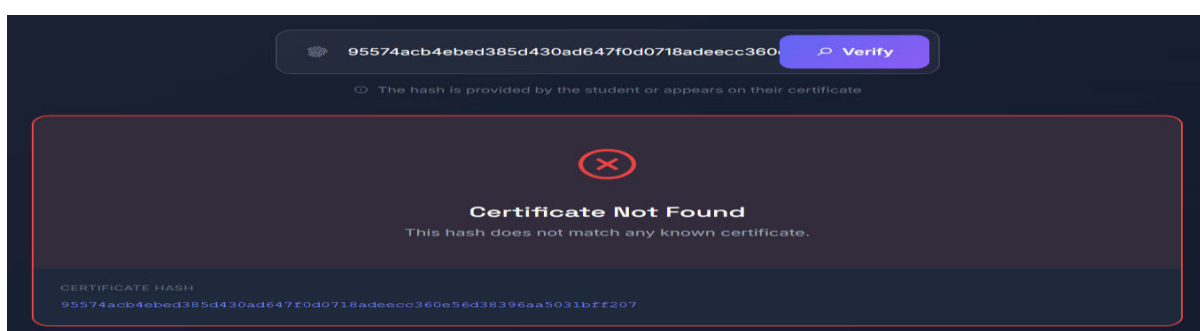 95574acb4ebed385d430ad647f0d0718adeecc360 Verify
The hash is provided by the student or appears on their certificate
Certificate Not Found
This hash does not match any known certificate.
CERTIFICATE HASH
95574acb4ebed385d430ad647f0d0718adeecc360e56d38396aa5031bff207